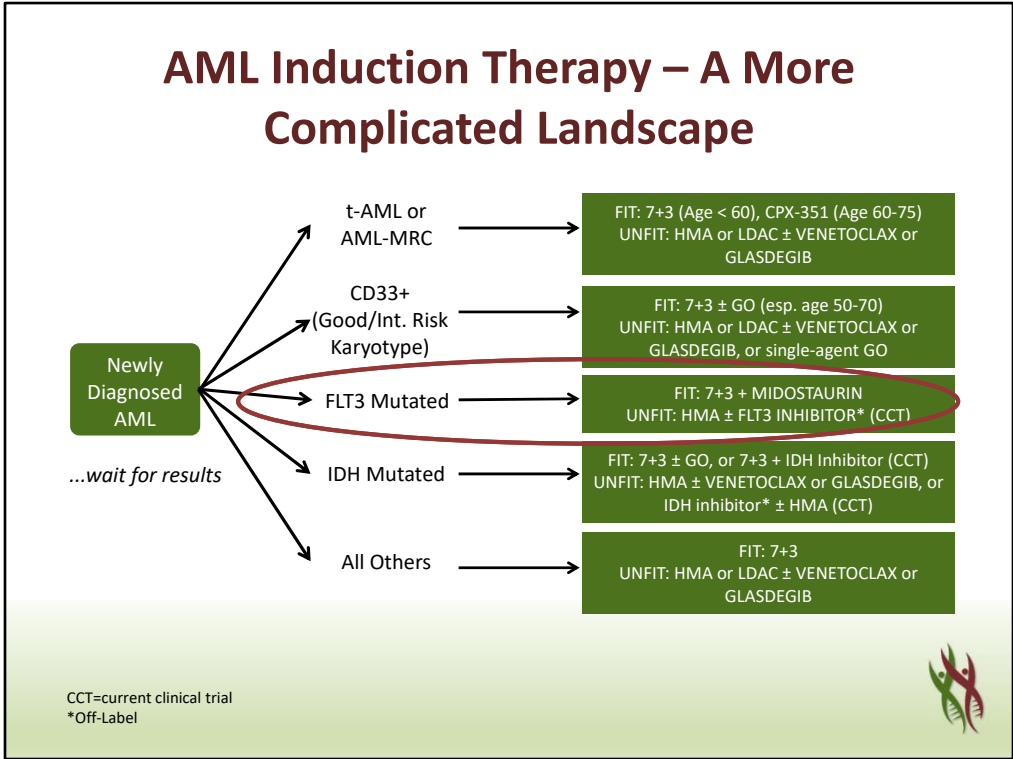 AML Induction Therapy – A More
Complicated Landscape
t-AML or
AML-MRC
FIT: 7+3 (Age < 60), CPX-351 (Age 60-75)
UNFIT: HMA or LDAC ± VENETOCLAX or
GLASDEGIB
CD33+
(Good/Int. Risk
Karyotype)
FIT: 7+3 ± GO (esp. age 50-70)
UNFIT: HMA or LDAC ± VENETOCLAX or
GLASDEGIB, or single-agent GO
Newly
Diagnosed
AML
...wait for results
FLT3 Mutated
FIT: 7+3 + MIDOSTAURIN
UNFIT: HMA ± FLT3 INHIBITOR* (CCT)
IDH Mutated
FIT: 7+3 ± GO, or 7+3 + IDH Inhibitor (CCT)
UNFIT: HMA ± VENETOCLAX or GLASDEGIB, or
IDH inhibitor* ± HMA (CCT)
All Others
FIT: 7+3
UNFIT: HMA or LDAC ± VENETOCLAX or
GLASDEGIB
CCT=current clinical trial
*Off-Label